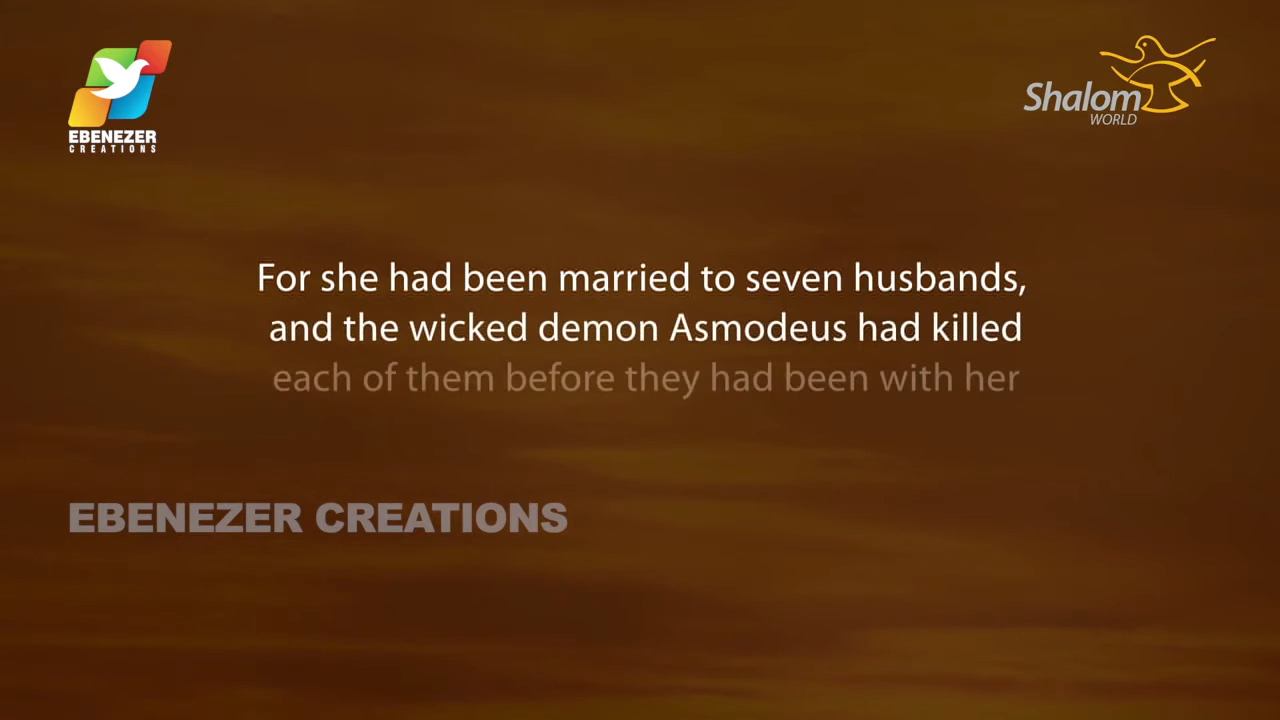 EBENEZER
CREATIONS
Shalom
WORLD
For she had been married to seven husbands,
and the wicked demon Asmodeus had killed
each of them before they had been with her
EBENEZER CREATIONS